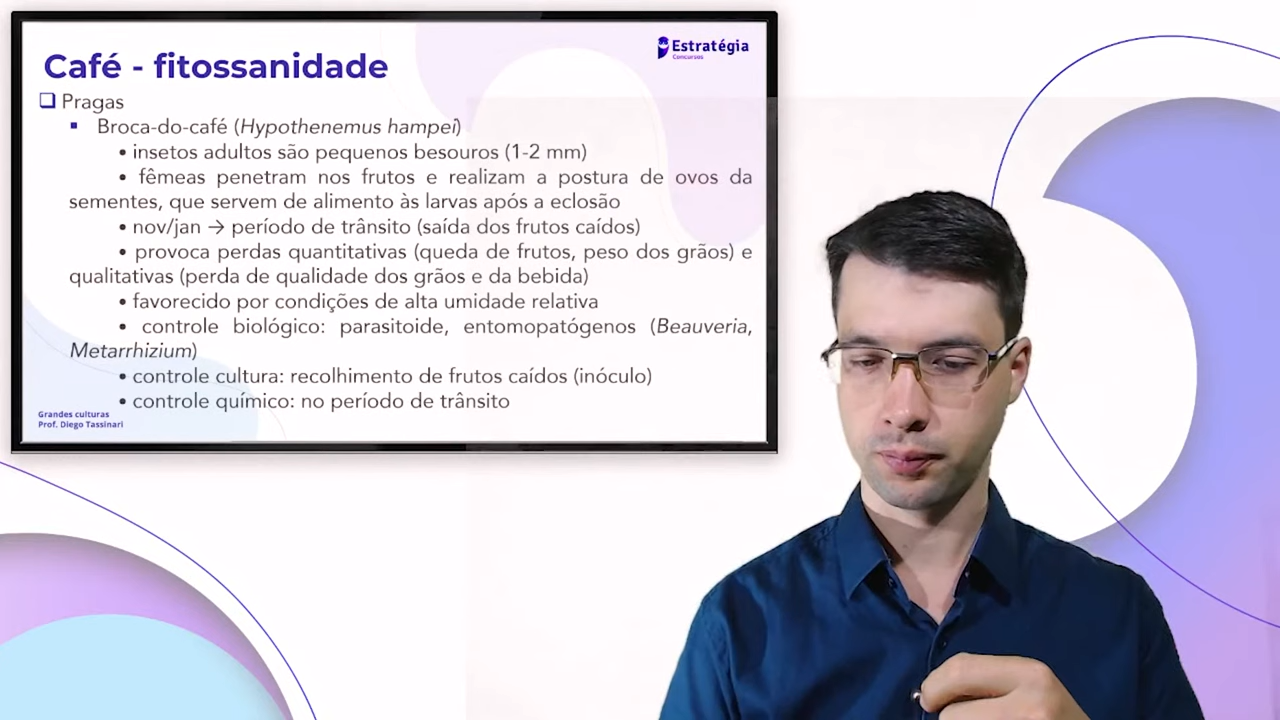 Café - fitossanidade
Estratégia
Concursos
❑ Pragas
▪ Broca-do-café (Hypothenemus hampei)
• insetos adultos são pequenos besouros (1-2 mm)
• fêmeas penetram nos frutos e realizam a postura de ovos da
sementes, que servem de alimento às larvas após a eclosão
• nov/jan → período de trânsito (saída dos frutos caídos)
• provoca perdas quantitativas (queda de frutos, peso dos grãos) e
qualitativas (perda de qualidade dos grãos e da bebida)
• favorecido por condições de alta umidade relativa
• controle biológico: parasitoide, entomopatógenos (Beauveria,
Metarrhizium)
• controle cultura: recolhimento de frutos caídos (inóculo)
• controle químico: no período de trânsito
Grandes culturas
Prof. Diego Tassinari